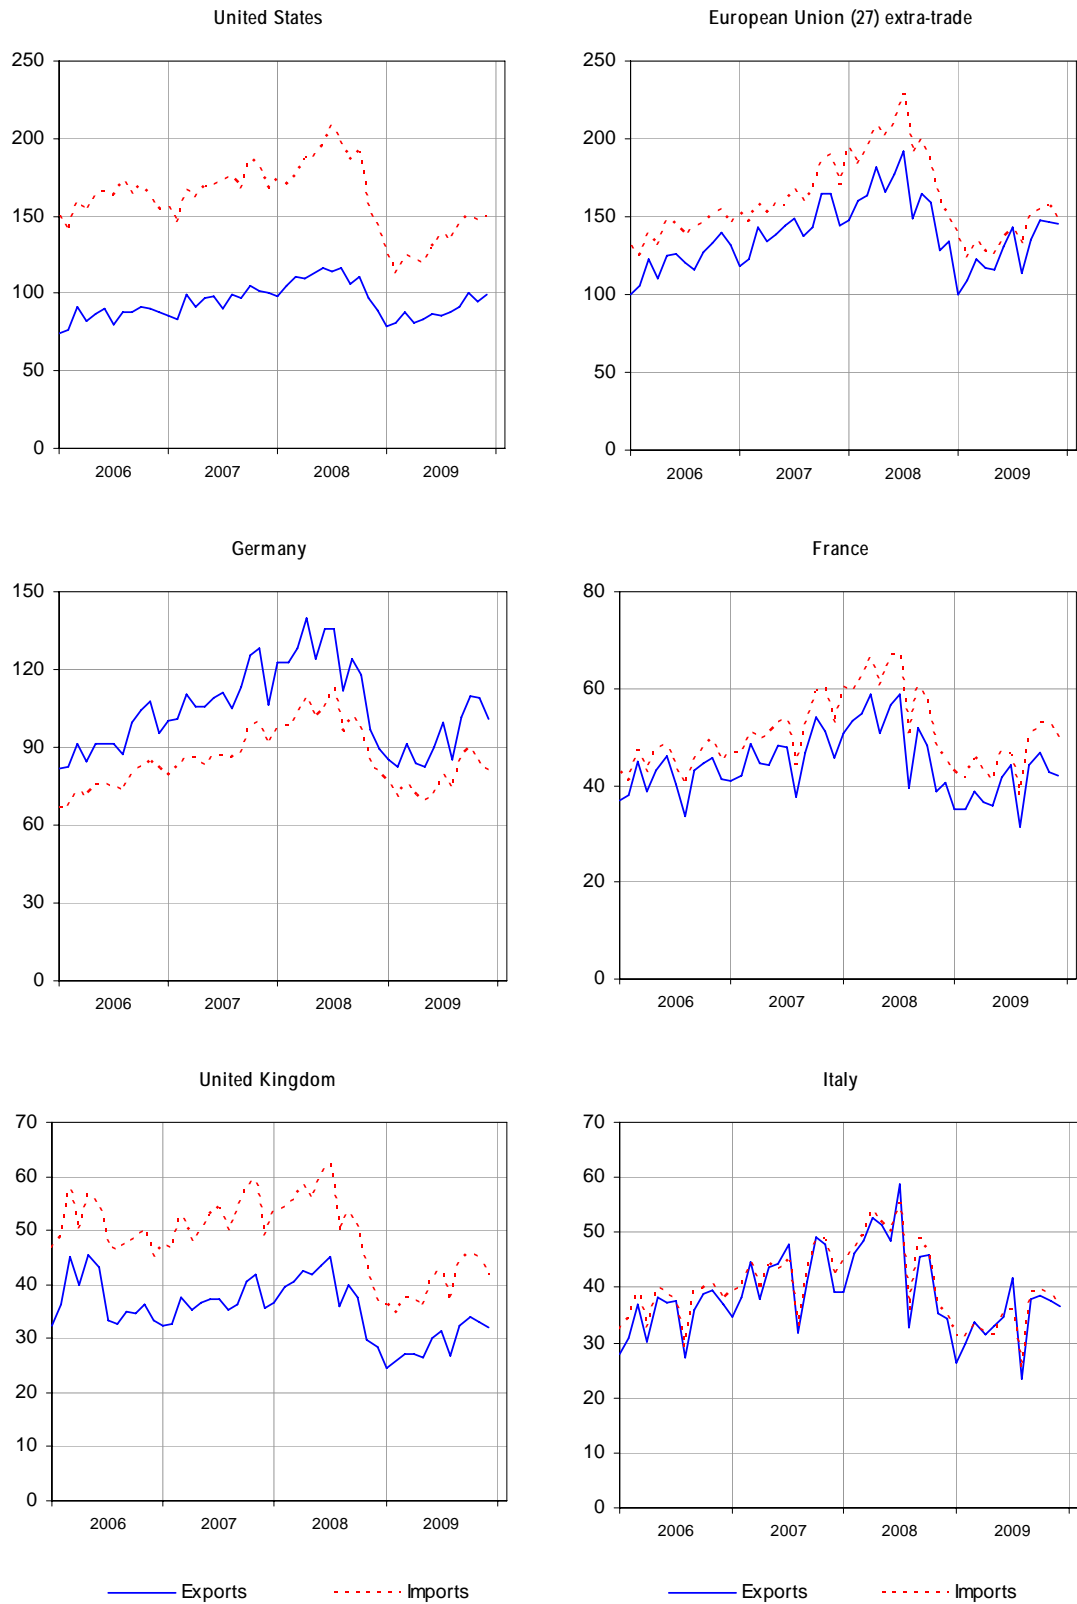 United States
250
200
150
100
50
0
2006 2007 2008 2009
European Union (27) extra-trade
250
200
150
100
50
0
2006 2007 2008 2009
Germany
150
120
90
60
30
0
2006 2007 2008 2009
France
80
60
40
20
0
2006 2007 2008 2009
United Kingdom
70
60
50
40
30
20
10
0
2006 2007 2008 2009
Italy
70
60
50
40
30
20
10
0
2006 2007 2008 2009
Exports Imports
Exports Imports